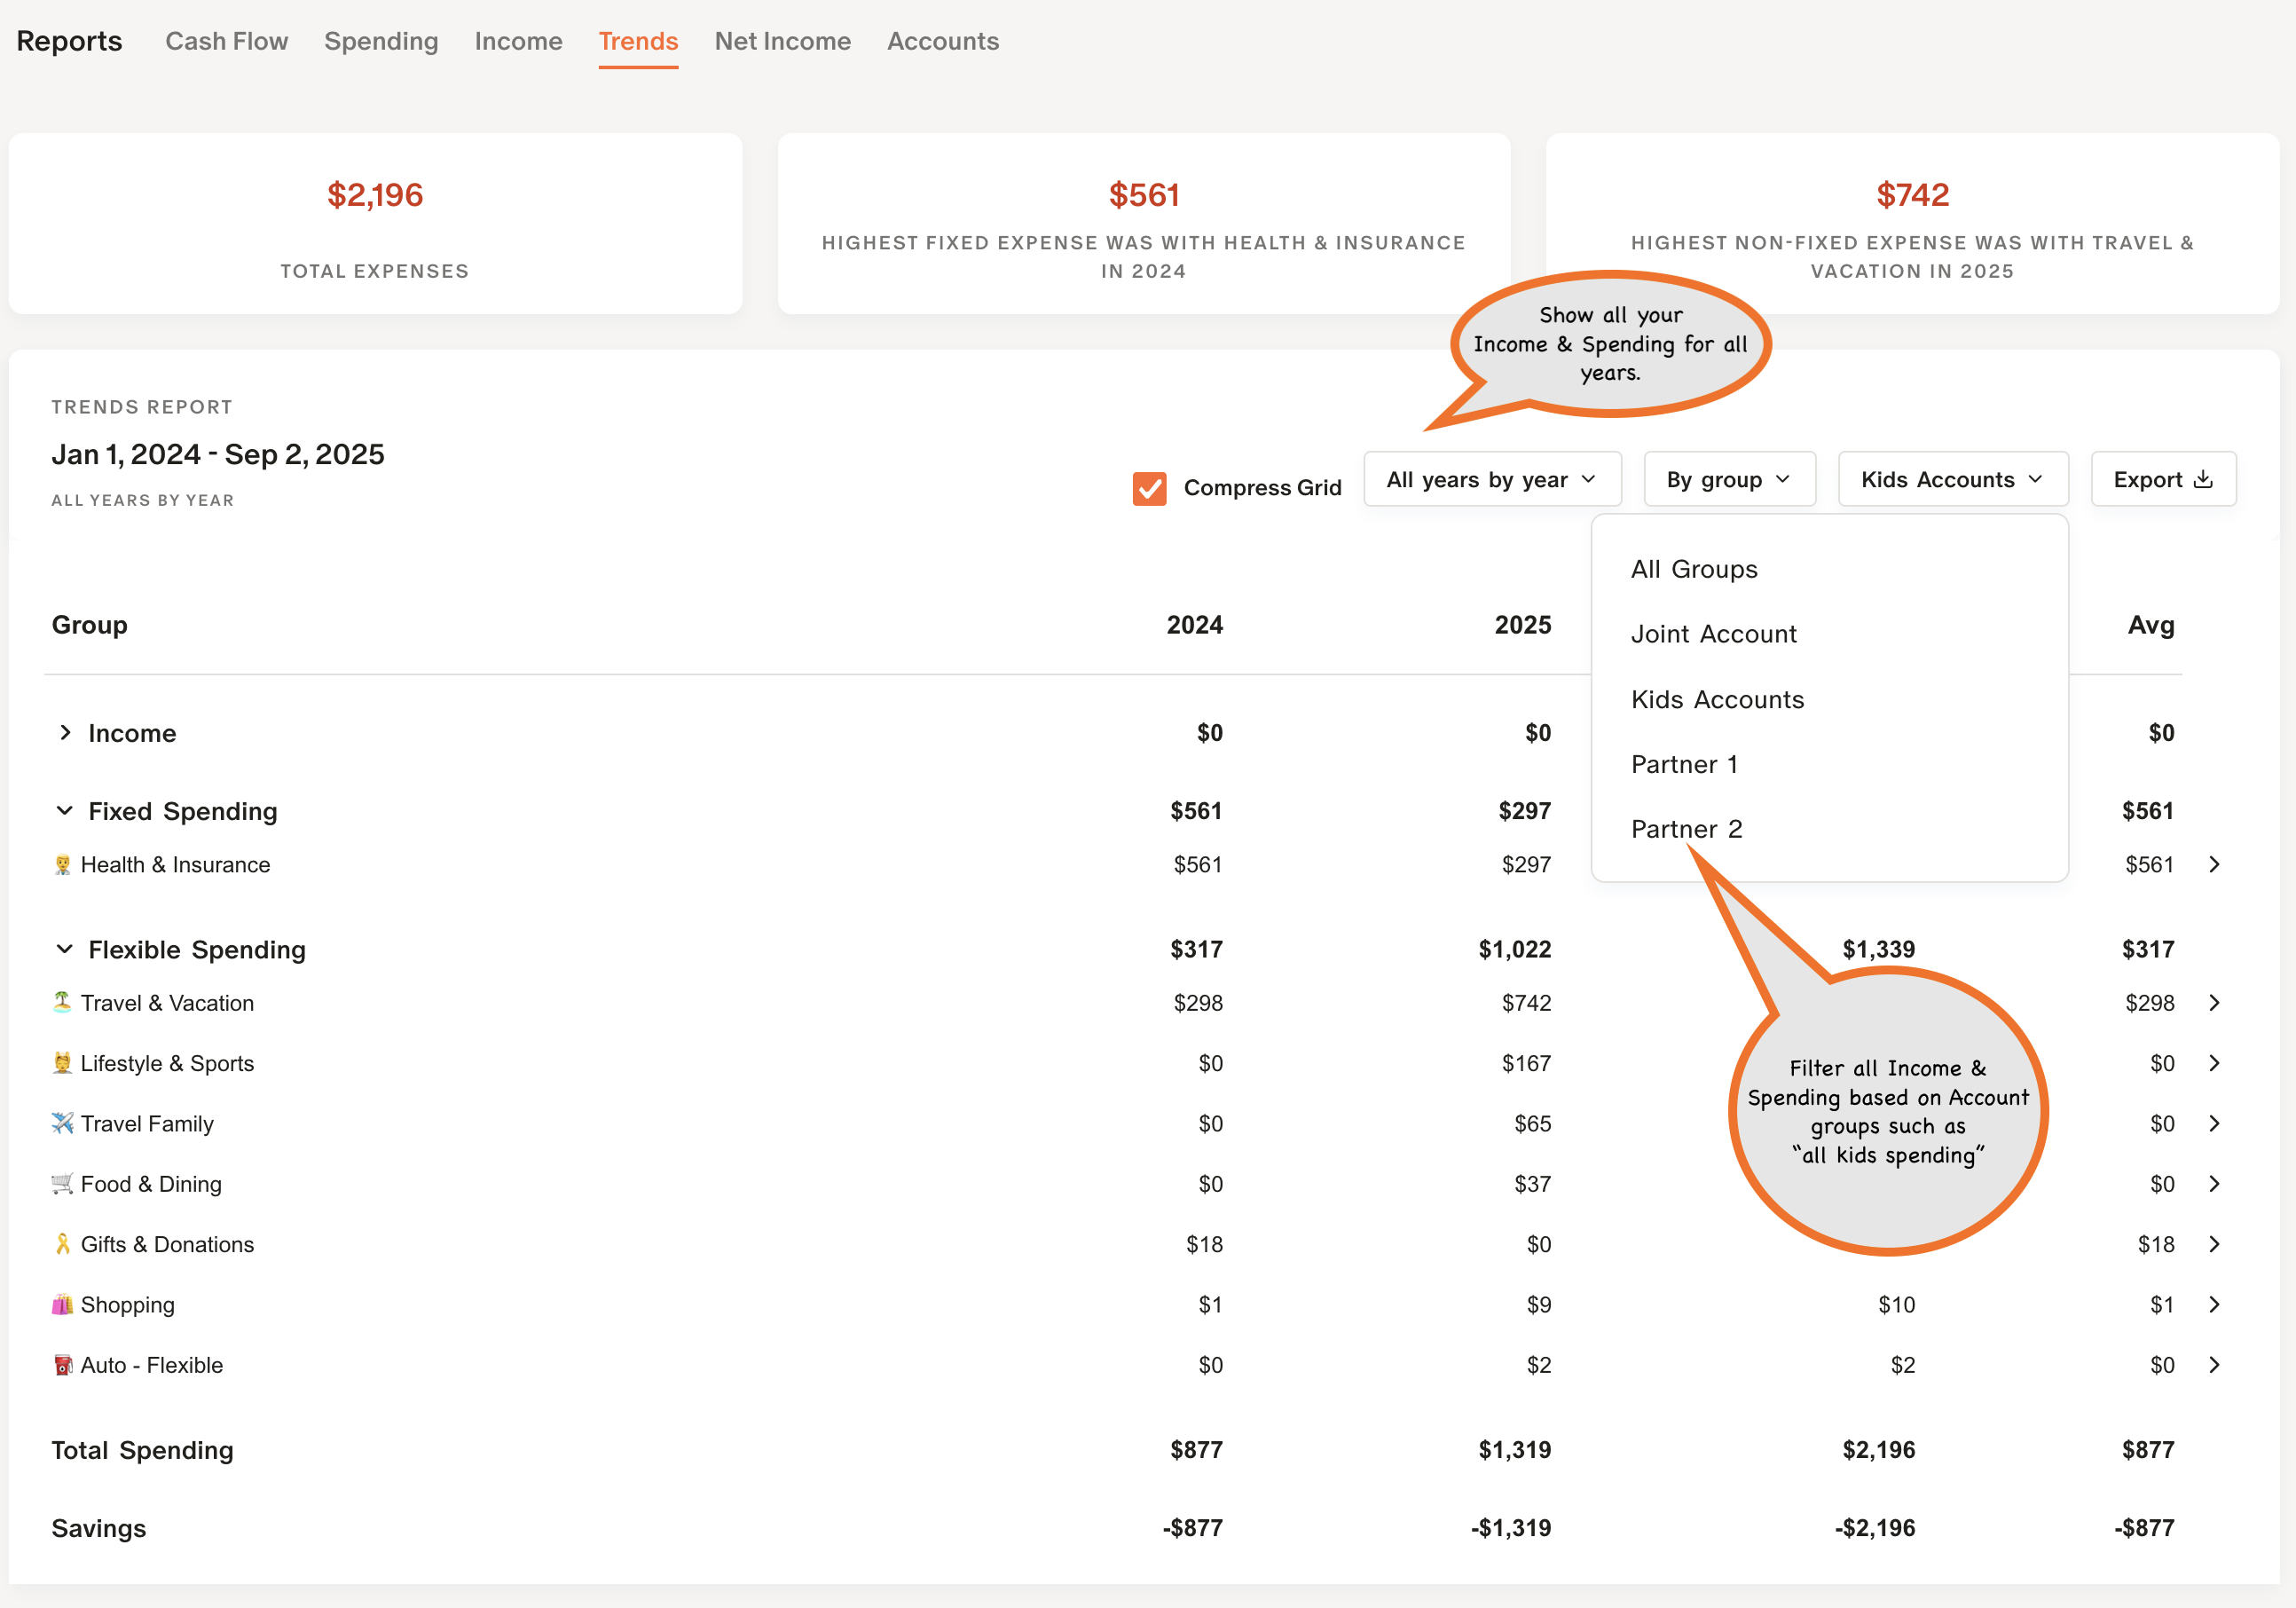 Reports Cash Flow Spending Income Trends Net Income Accounts
$2,196
TOTAL EXPENSES
$561
HIGHEST FIXED EXPENSE WAS WITH HEALTH & INSURANCE
IN 2024
$742
HIGHEST NON-FIXED EXPENSE WAS WITH TRAVEL &
VACATION IN 2025
Show all your
Income & Spending for all
years.
TRENDS REPORT
Jan 1, 2024 - Sep 2, 2025
ALL YEARS BY YEAR
Compress Grid All years by year By group Kids Accounts Export
All Groups
Joint Account
Kids Accounts
Partner 1
Partner 2
Group 2024 2025 Avg
Income $0 $0 $0
Fixed Spending $561 $297 $561
Health & Insurance $561 $297 $561
Flexible Spending $317 $1,022 $1,339 $317
Travel & Vacation $298 $742 $298
Lifestyle & Sports $0 $167 $0
Travel Family $0 $65 $0
Food & Dining $0 $37 $0
Gifts & Donations $18 $0 $18
Shopping $1 $9 $10 $1
Auto - Flexible $0 $2 $2 $0
Total Spending $877 $1,319 $2,196 $877
Savings -$877 -$1,319 -$2,196 -$877
Filter all Income &
Spending based on Account
groups such as
“all kids spending”